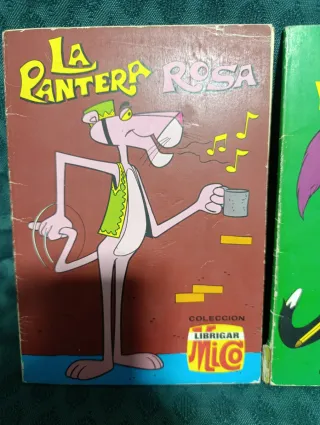 LA
PANTERA ROSA
COLECCION
LIBRIGAR
MICO